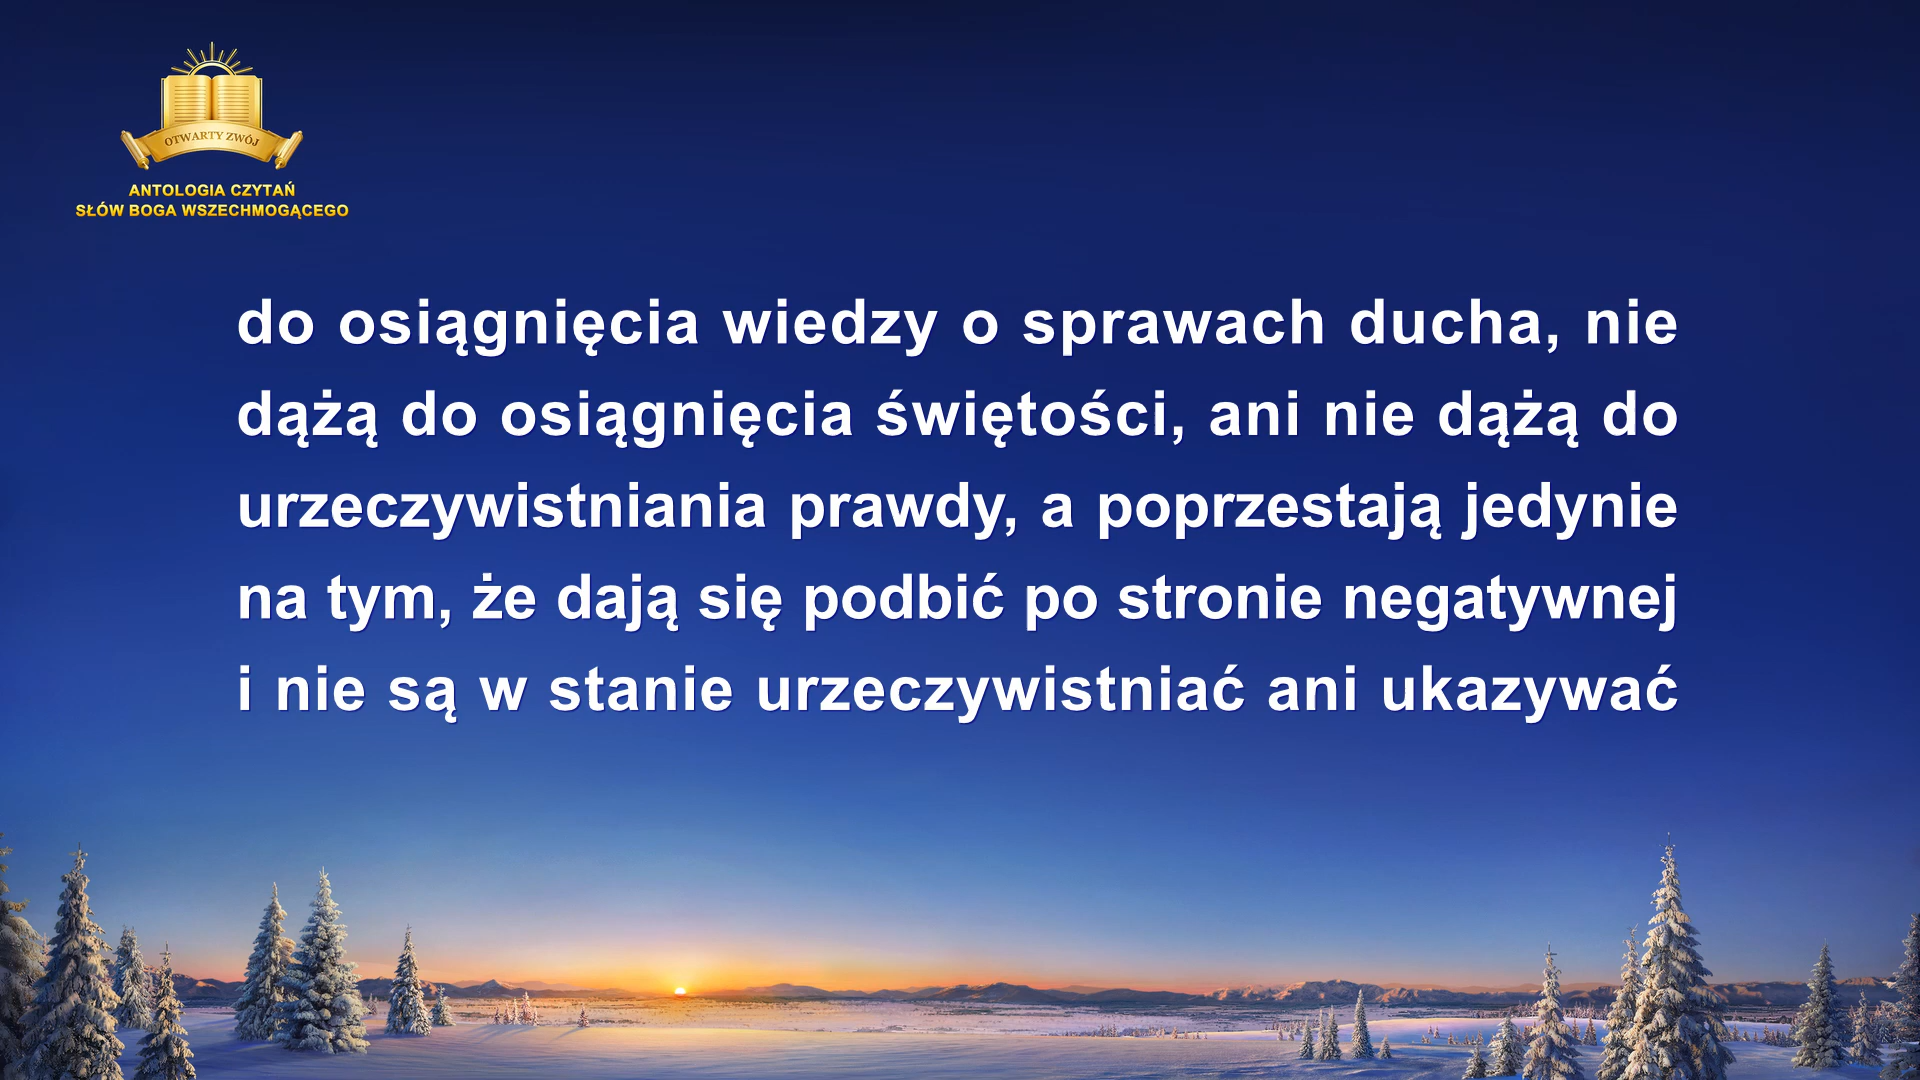 OTWARTY ZWÓJ
ANTOLOGIA CZYTAŃ
SŁÓW BOGA WSZECHMOGĄCEGO
do osiągnięcia wiedzy o sprawach ducha, nie
dążą do osiągnięcia świętości, ani nie dążą do
urzeczywistniania prawdy, a poprzestają jedynie
na tym, że dają się podbić po stronie negatywnej
i nie są w stanie urzeczywistniać ani ukazywać